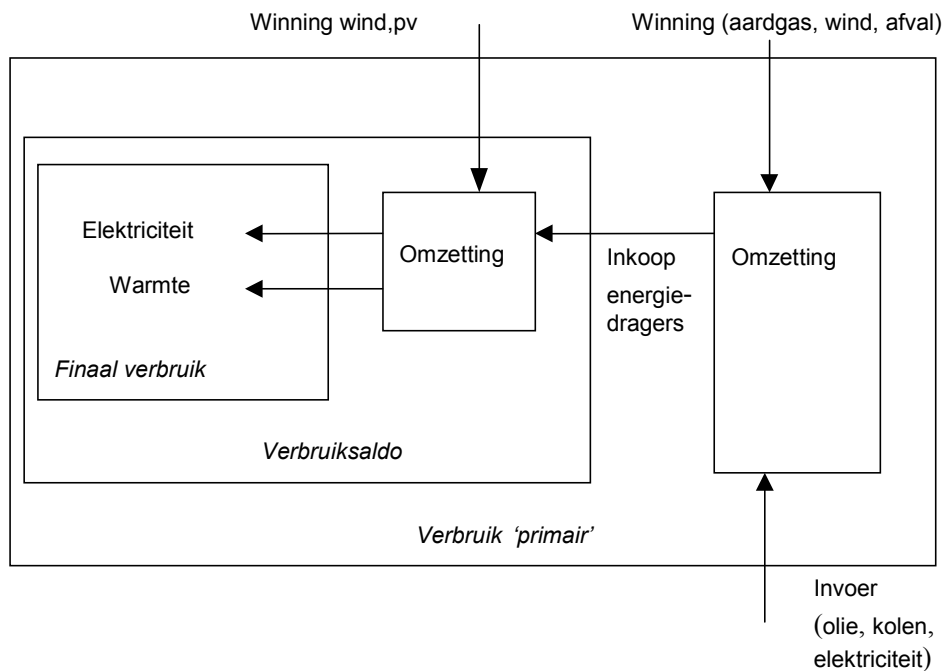 Winning wind,pv
Winning (aardgas, wind, afval)
Elektriciteit
Warmte
Omzetting
Inkoop
energie-
dragers
Omzetting
Finaal verbruik
Verbruiksaldo
Verbruik ‘primair’
Invoer
(olie, kolen,
elektriciteit)